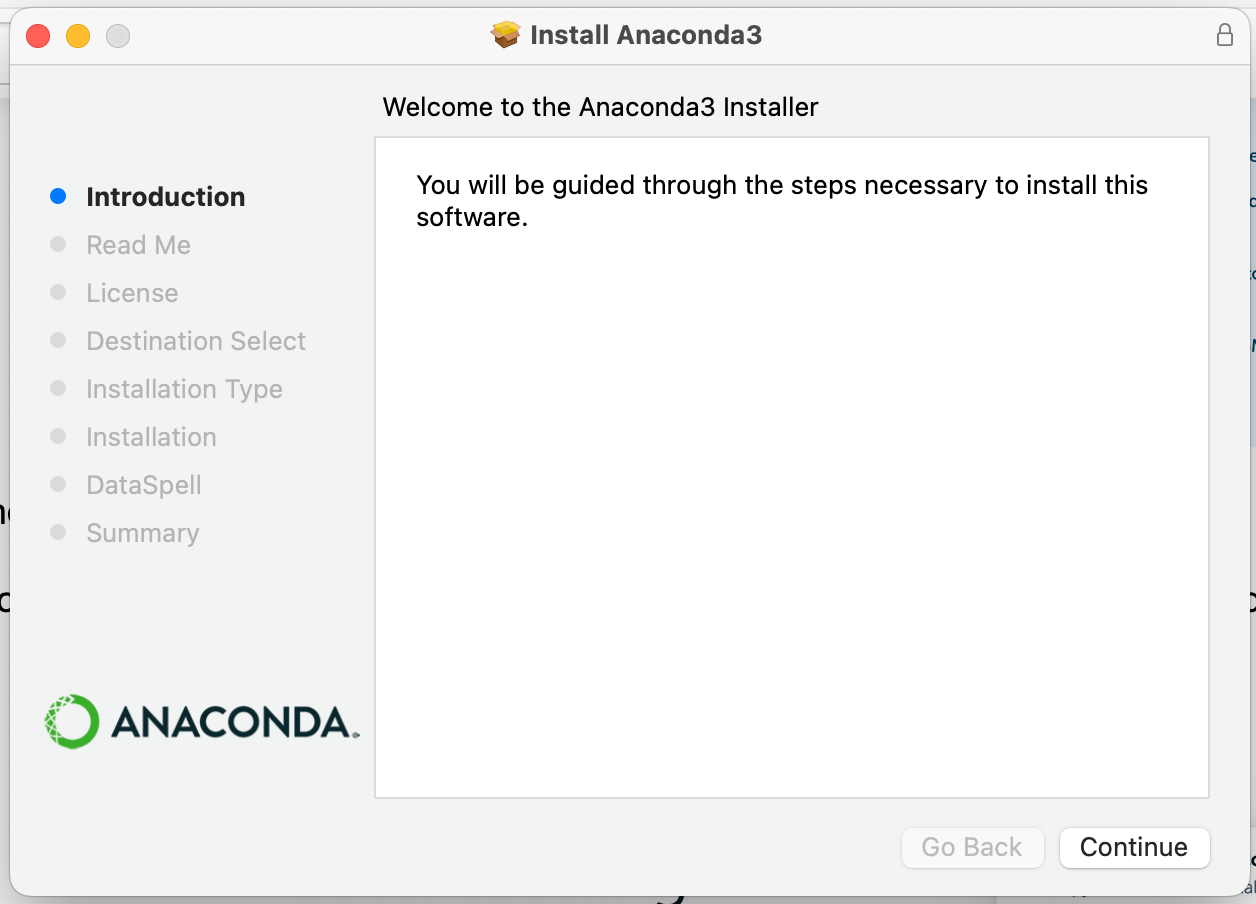 Install Anaconda3
Welcome to the Anaconda3 Installer
Introduction
Read Me
License
Destination Select
Installation Type
Installation
DataSpell
Summary
You will be guided through the steps necessary to install this
software.
ANACONDA.
Go Back
Continue